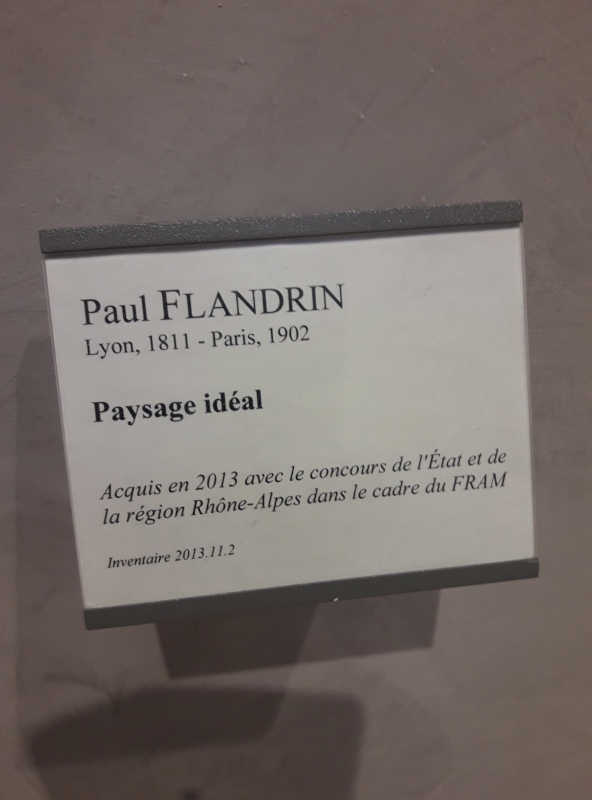 Paul FLANDRIN
Lyon, 1811 - Paris, 1902
Paysage idéal
Acquis en 2013 avec le concours de l'État et de
la région Rhône-Alpes dans le cadre du FRAM
Inventaire 2013.11.2